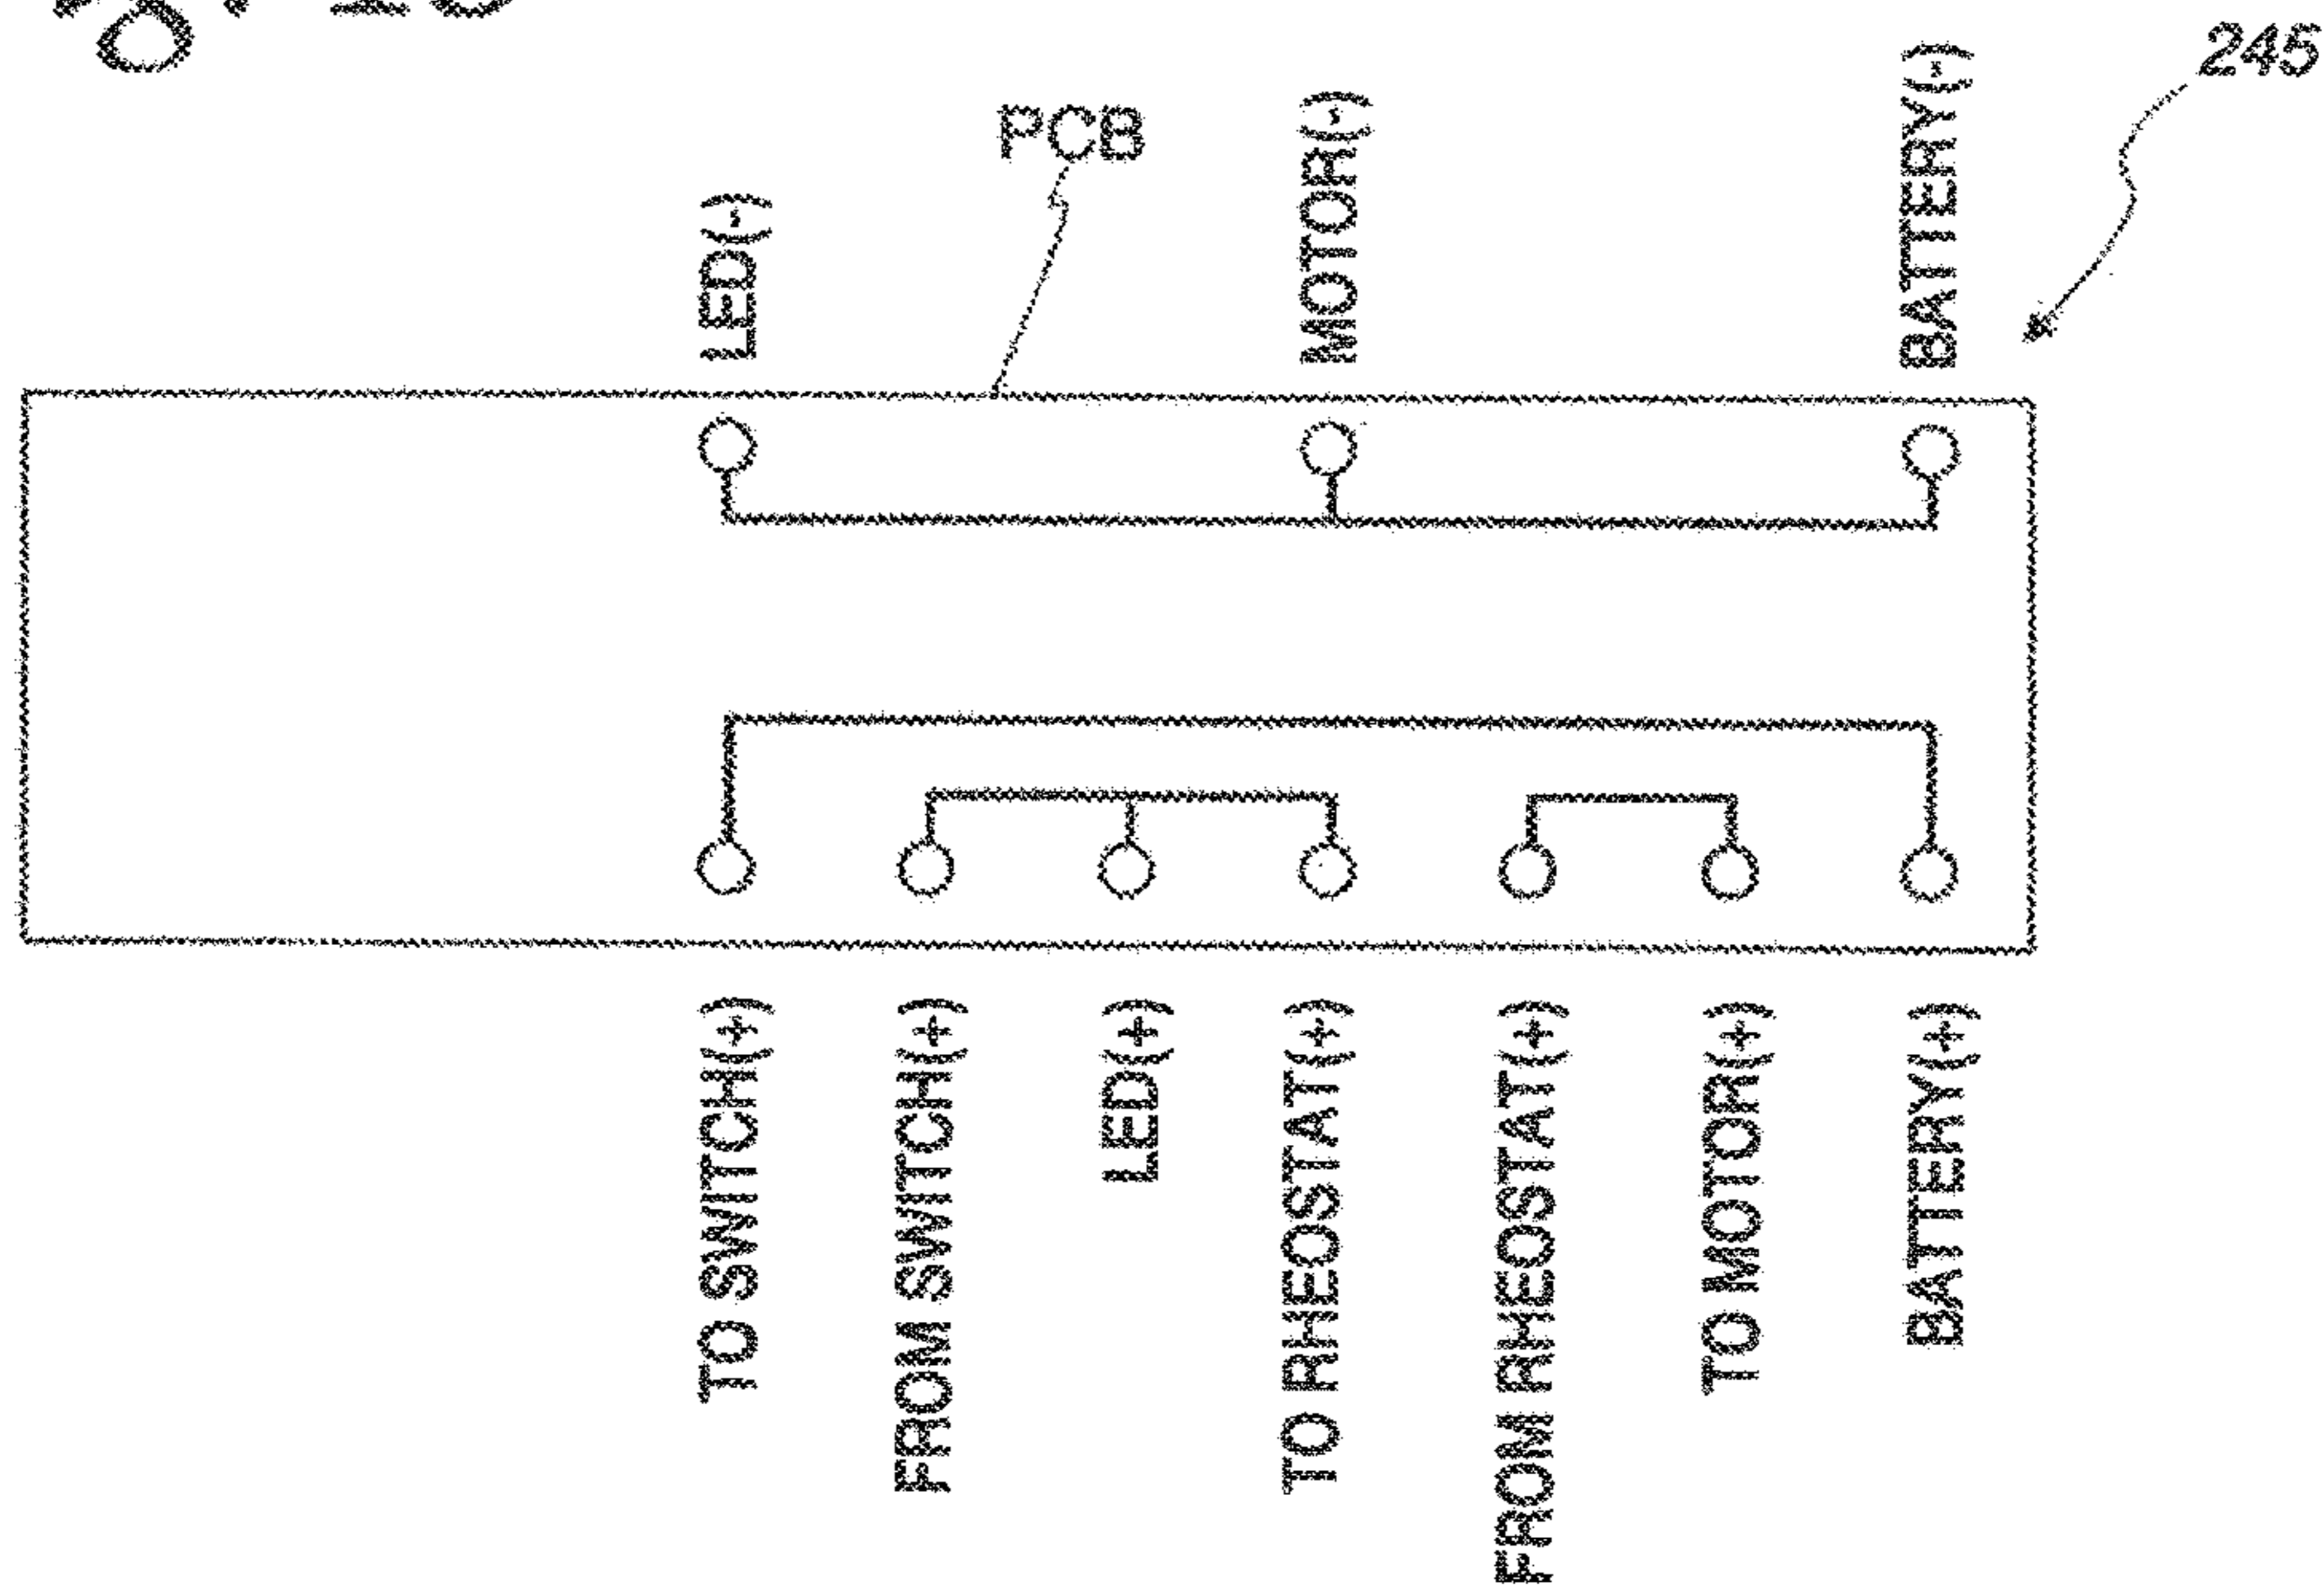 245
PCB
LED(-)
MOTOR(-)
BATTERY(-)
TO SWITCH(+)
FROM SWITCH(+)
LED(+)
TO RHEOSTAT(+)
FROM RHEOSTAT(+)
TO MOTOR(+)
BATTERY(+)